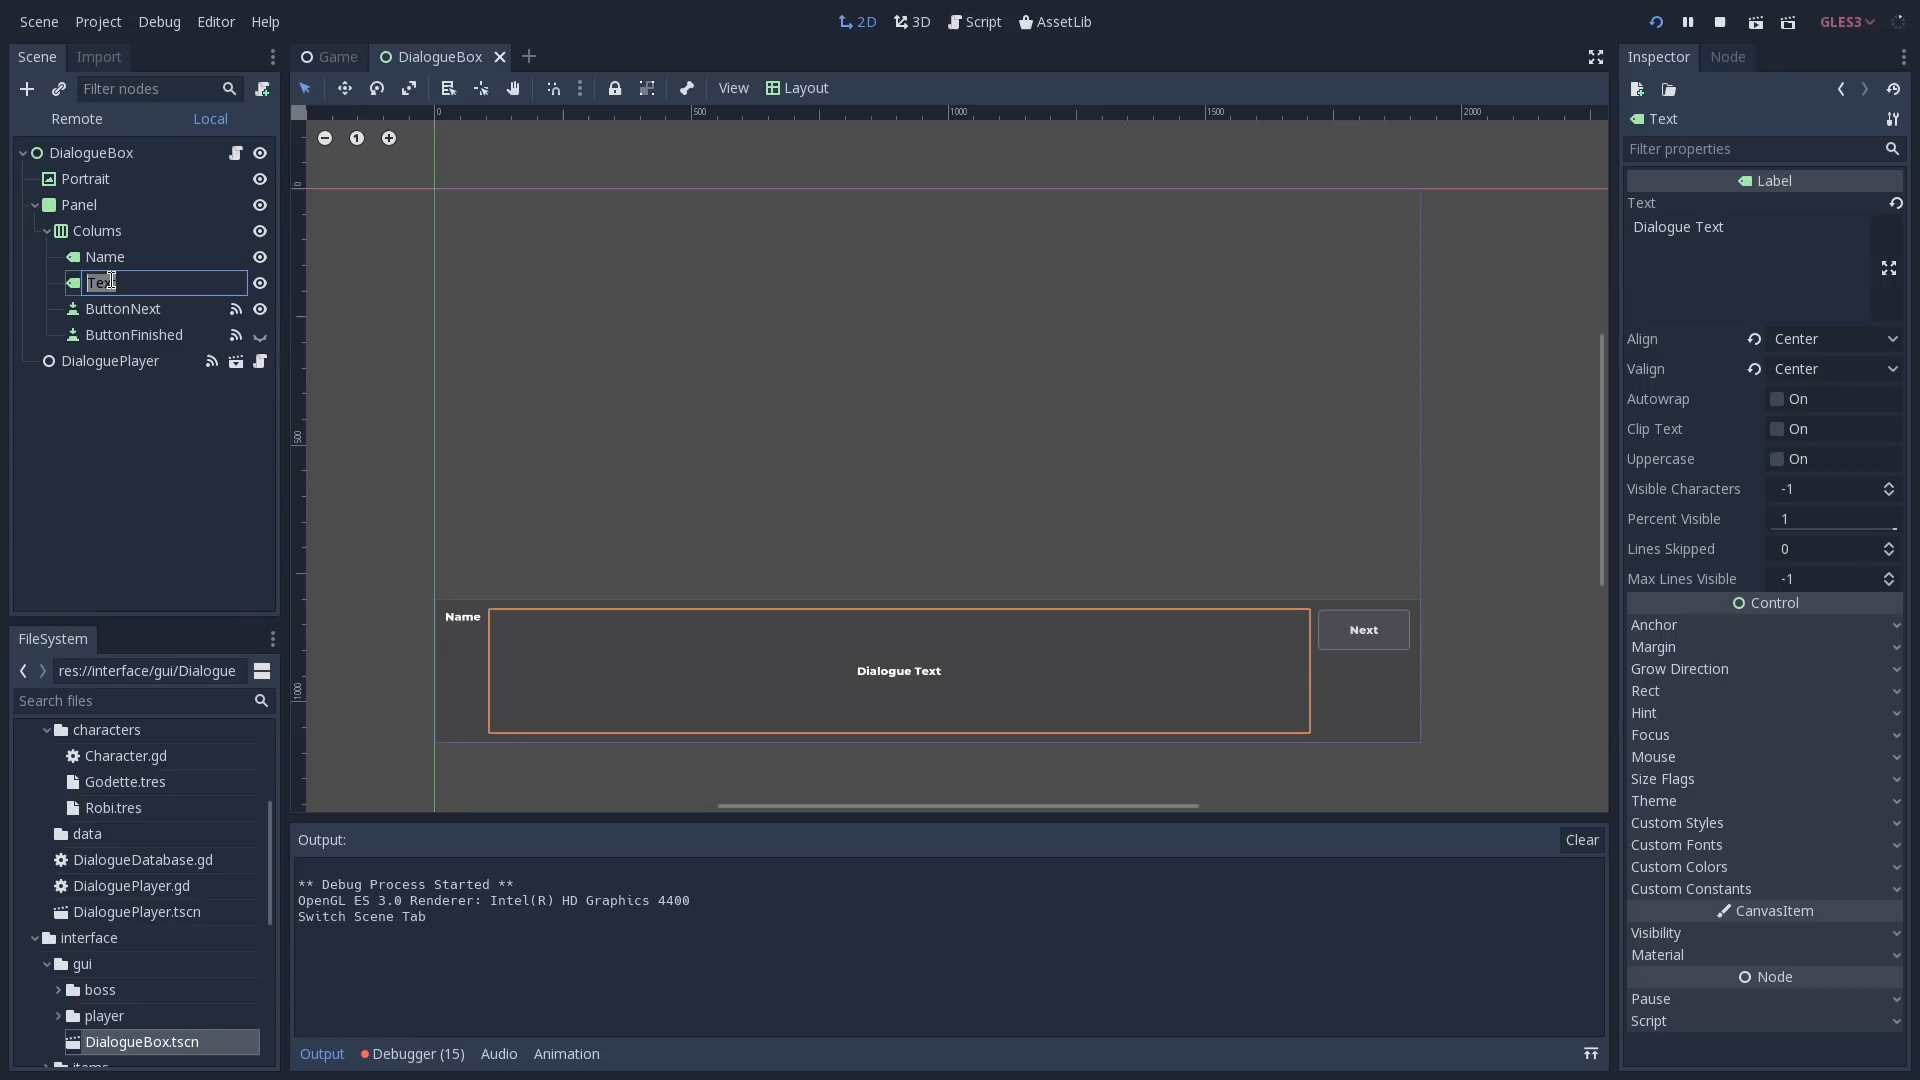 Scene Project Debug Editor Help
2D 3D Script AssetLib
GLES3
Scene Import
Game DialogueBox
Inspector Node
Filter nodes
View Layout
Remote Local
Text
Filter properties
0 500 1000 1500 2000
0
500
1000
DialogueBox
Portrait
Panel
Colums
Name
Text
ButtonNext
ButtonFinished
DialoguePlayer
Name
Dialogue Text
Next
Label
Text
Dialogue Text
Align Center
Valign Center
Autowrap On
Clip Text On
Uppercase On
Visible Characters -1
Percent Visible 1
Lines Skipped 0
Max Lines Visible -1
Control
Anchor
Margin
Grow Direction
Rect
Hint
Focus
Mouse
Size Flags
Theme
Custom Styles
Custom Fonts
Custom Colors
Custom Constants
CanvasItem
Visibility
Material
Node
Pause
Script
FileSystem
res://interface/gui/Dialogue
Search files
characters
Character.gd
Godette.tres
Robi.tres
data
DialogueDatabase.gd
DialoguePlayer.gd
DialoguePlayer.tscn
interface
gui
boss
player
DialogueBox.tscn
items
Output:
Clear
** Debug Process Started **
OpenGL ES 3.0 Renderer: Intel(R) HD Graphics 4400
Switch Scene Tab
Output Debugger (15) Audio Animation